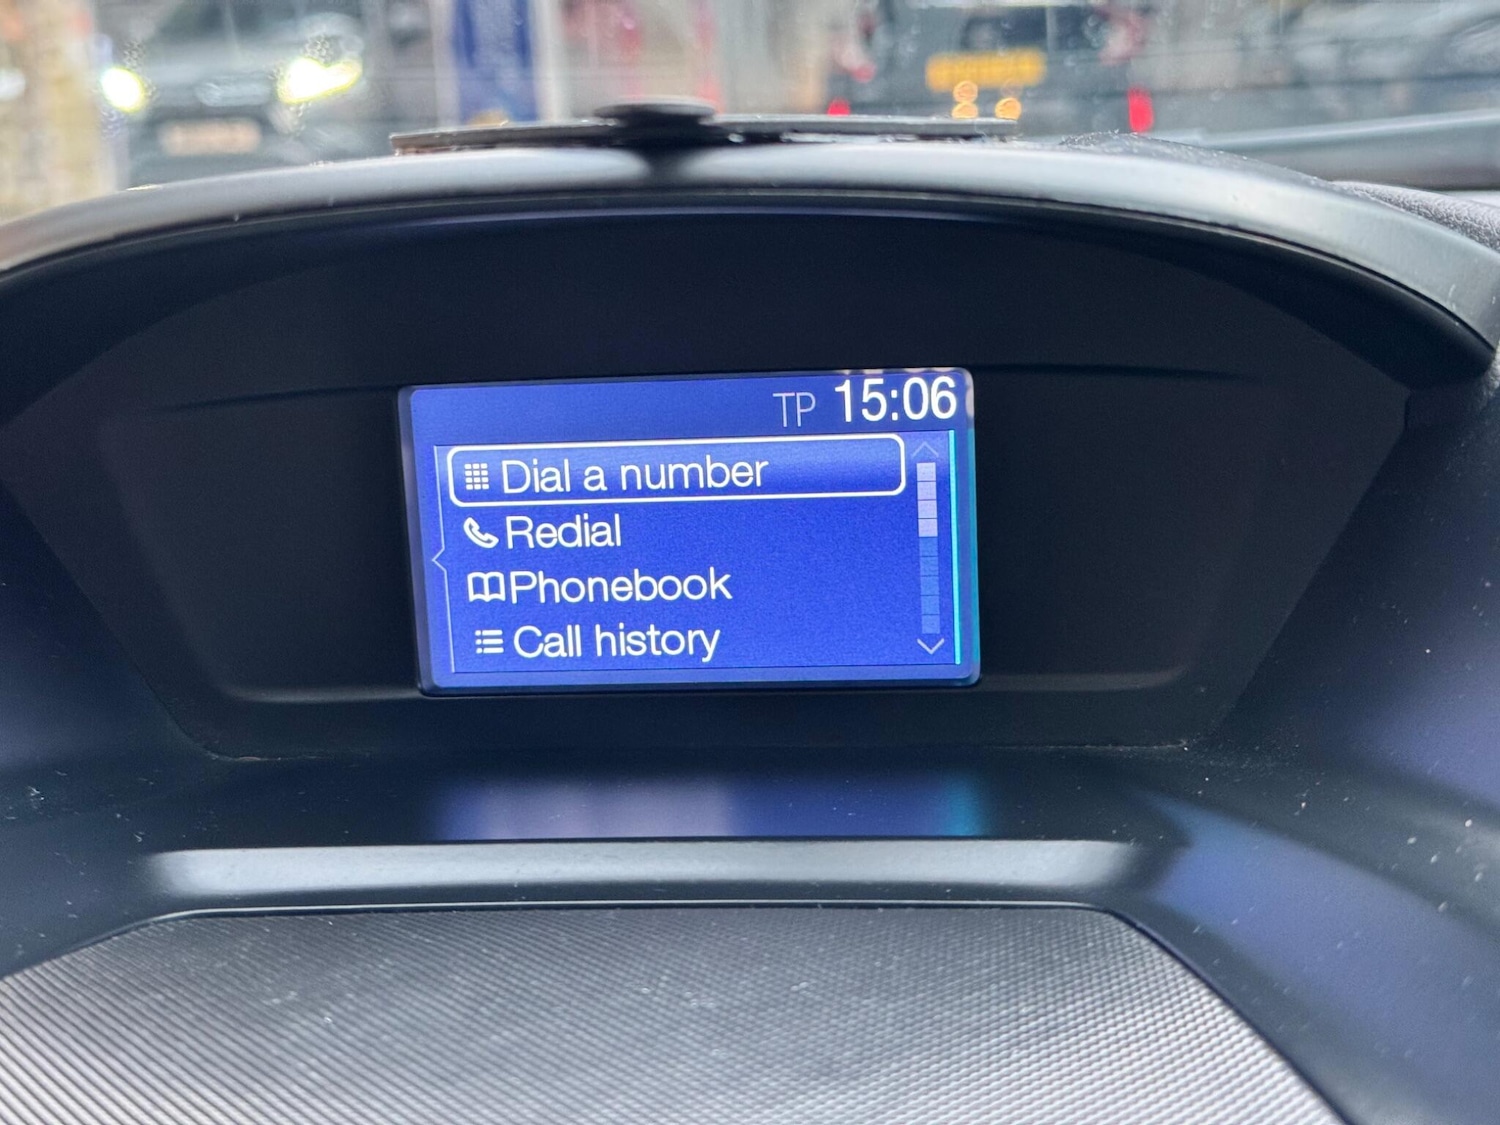 TP 15:06
Dial a number
Redial
Phonebook
Call history